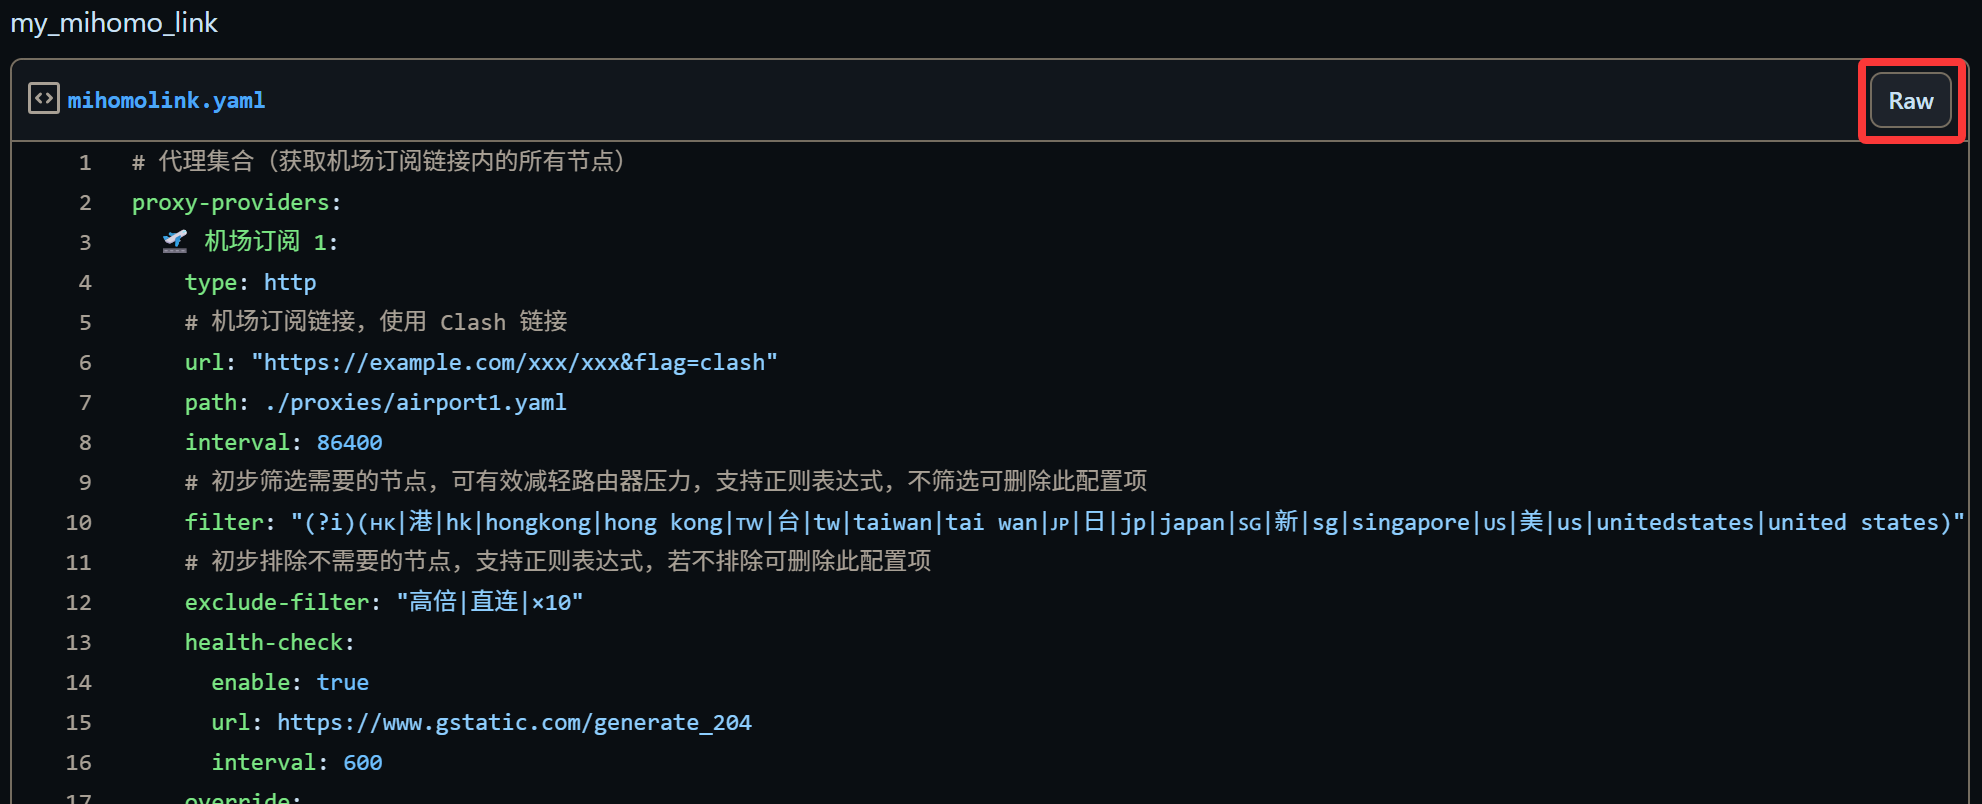 my_mihomo_link
mihomolink.yaml
Raw
1 # 代理集合（获取机场订阅链接内的所有节点）
2 proxy-providers:
3 🛫 机场订阅 1:
4 type: http
5 # 机场订阅链接，使用 Clash 链接
6 url: "https://example.com/xxx/xxx&flag=clash"
7 path: ./proxies/airport1.yaml
8 interval: 86400
9 # 初步筛选需要的节点，可有效减轻路由器压力，支持正则表达式，不筛选可删除此配置项
10 filter: "(?i)(🇭🇰|港|hk|hongkong|hong kong|🇹🇼|台|tw|taiwan|tai wan|🇯🇵|日|jp|japan|🇸🇬|新|sg|singapore|🇺🇸|美|us|unitedstates|united states)"
11 # 初步排除不需要的节点，支持正则表达式，若不排除可删除此配置项
12 exclude-filter: "高倍|直连|×10"
13 health-check:
14 enable: true
15 url: https://www.gstatic.com/generate_204
16 interval: 600
17 override: